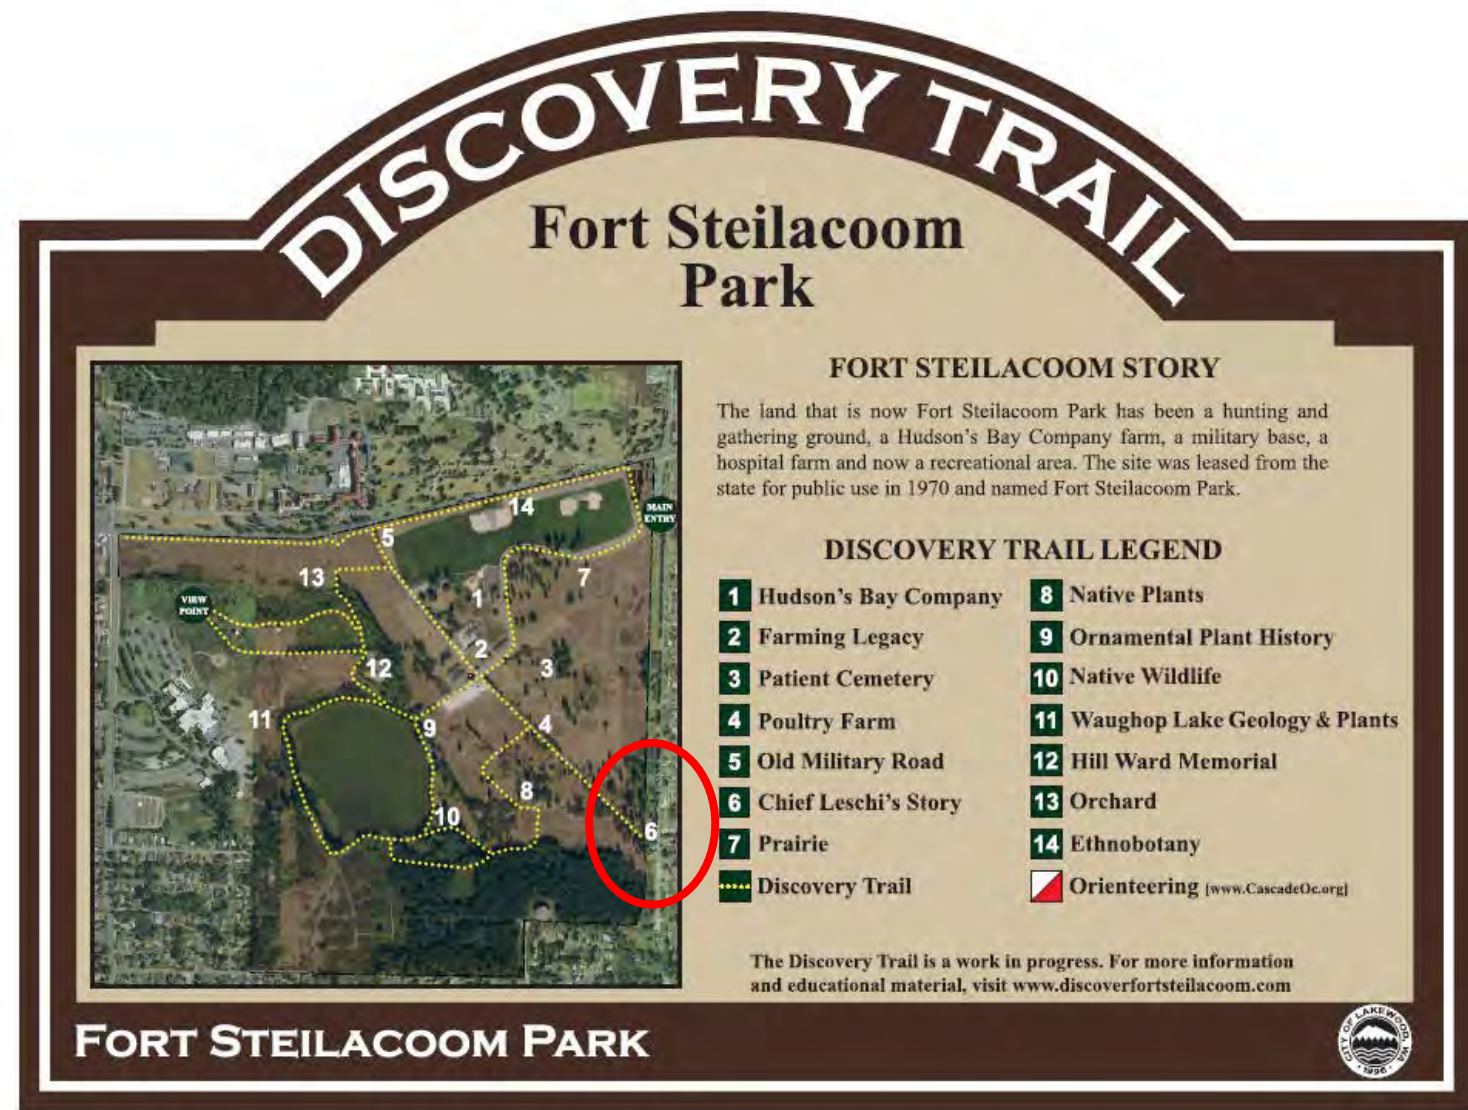 DISCOVERY TRAIL
Fort Steilacoom
Park
FORT STEILACOOM STORY
The land that is now Fort Steilacoom Park has been a hunting and
gathering ground, a Hudson's Bay Company farm, a military base, a
hospital farm and now a recreational area. The site was leased from the
state for public use in 1970 and named Fort Steilacoom Park.
DISCOVERY TRAIL LEGEND
1 Hudson's Bay Company
2 Farming Legacy
3 Patient Cemetery
4 Poultry Farm
5 Old Military Road
6 Chief Leschi's Story
7 Prairie
Discovery Trail
8 Native Plants
9 Ornamental Plant History
10 Native Wildlife
11 Waughop Lake Geology & Plants
12 Hill Ward Memorial
13 Orchard
14 Ethnobotany
Orienteering [www.CascadeOc.org]
MAIN
ENTRY
VIEW
POINT
14
5
13
7
1
2
3
12
11
9
4
8
10
6
The Discovery Trail is a work in progress. For more information
and educational material, visit www.discoverfortsteilacoom.com
FORT STEILACOOM PARK
CITY OF LAKEWOOD, WA
1996